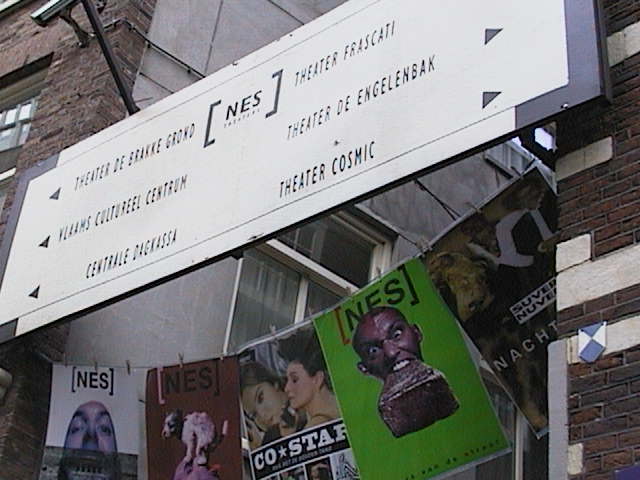 THEATER DE BRAKKE GROND
VLAAMS CULTUREEL CENTRUM
CENTRALE DAGKASSA
[NES]
THEATERS
THEATER FRASCATI
THEATER DE ENGELENBAK
THEATER COSMIC
[NES]
[NES]
CO★STAR
[NES]
NACHT